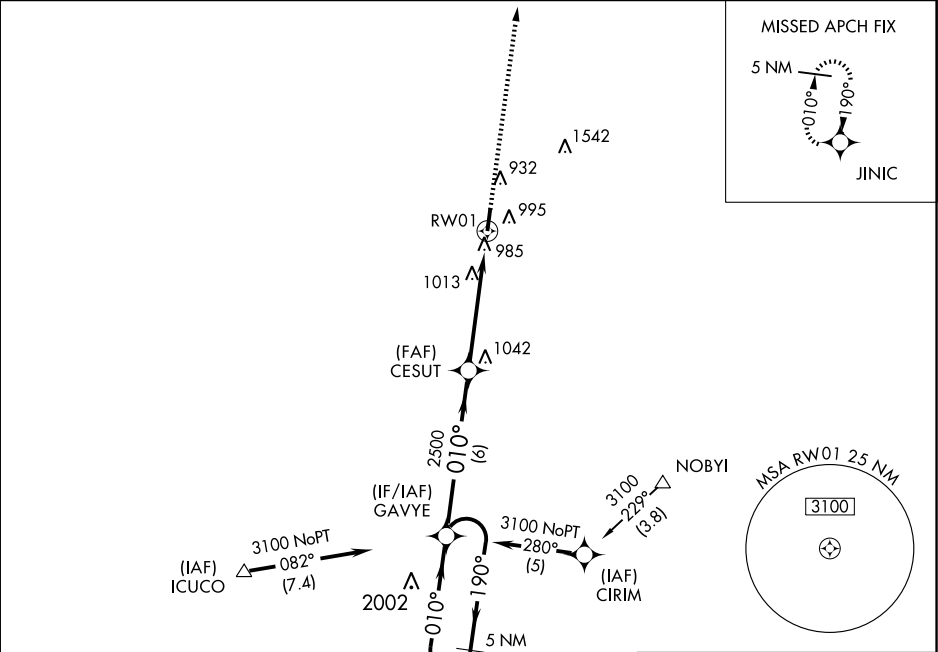 MISSED APCH FIX
5 NM
010°
190°
JINIC
1542
932
995
RW01
985
1013
(FAF)
CESUT
1042
2500
010°
(6)
NOBYI
3100
229°
(3.8)
MSA RW01 25 NM
3100
(IF/IAF)
GAVYE
3100 NoPT
280°
(5)
(IAF)
CIRIM
3100 NoPT
082°
(7.4)
(IAF)
ICUCO
2002
010°
190°
5 NM